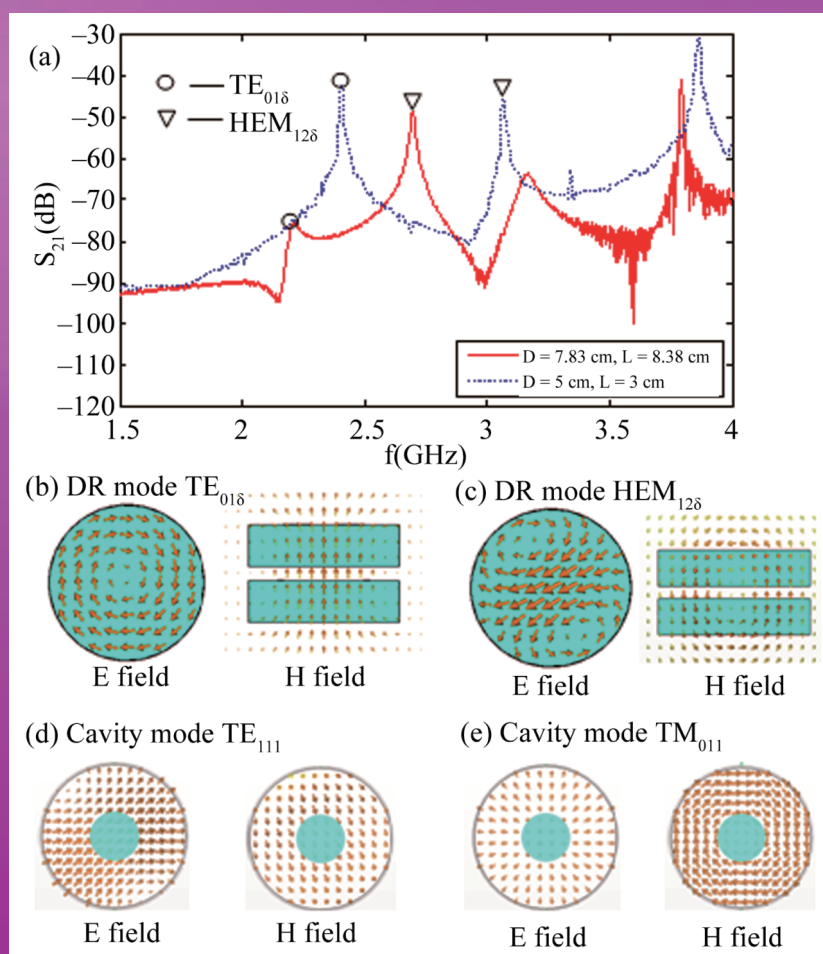 (a)
TE₀₁δ
HEM₁₂δ
S₂₁(dB)
–30
–40
–50
–60
–70
–80
–90
–100
–110
–120
D = 7.83 cm, L = 8.38 cm
D = 5 cm, L = 3 cm
1.5 2 2.5 3 3.5 4
f(GHz)
(b) DR mode TE₀₁δ
(c) DR mode HEM₁₂δ
E field H field
E field H field
(d) Cavity mode TE₁₁₁
(e) Cavity mode TM₀₁₁
E field H field
E field H field